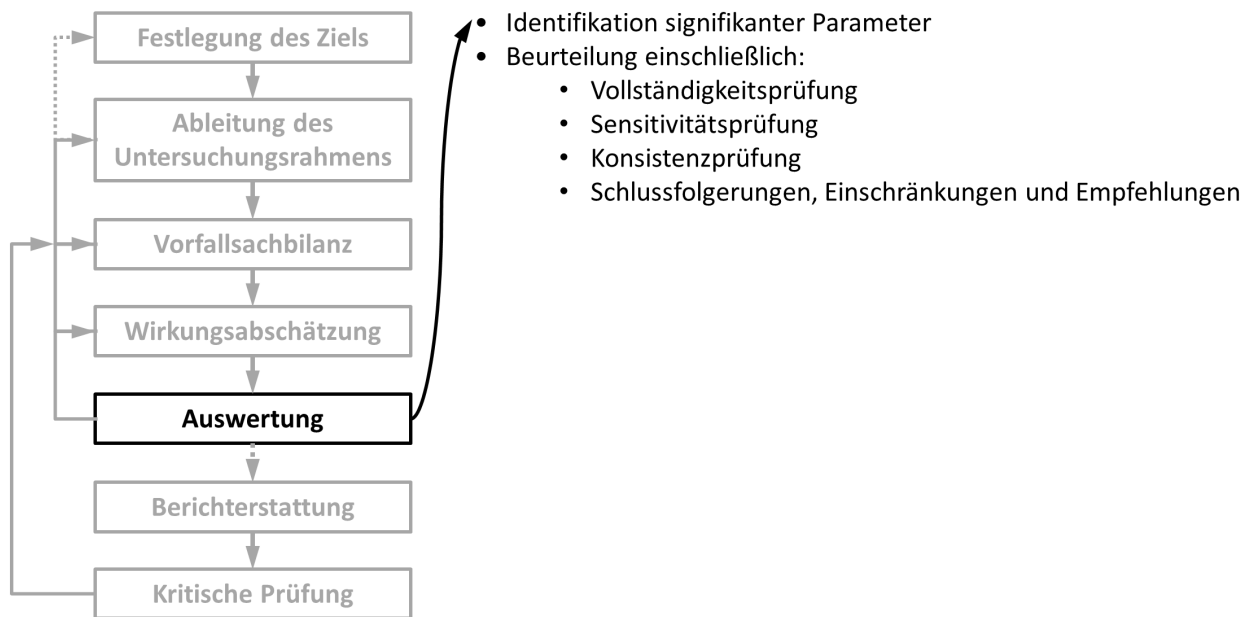 Festlegung des Ziels
Ableitung des
Untersuchungsrahmens
Vorfallsachbilanz
Wirkungsabschätzung
Auswertung
Berichterstattung
Kritische Prüfung
• Identifikation signifikanter Parameter
• Beurteilung einschließlich:
• Vollständigkeitsprüfung
• Sensitivitätsprüfung
• Konsistenzprüfung
• Schlussfolgerungen, Einschränkungen und Empfehlungen